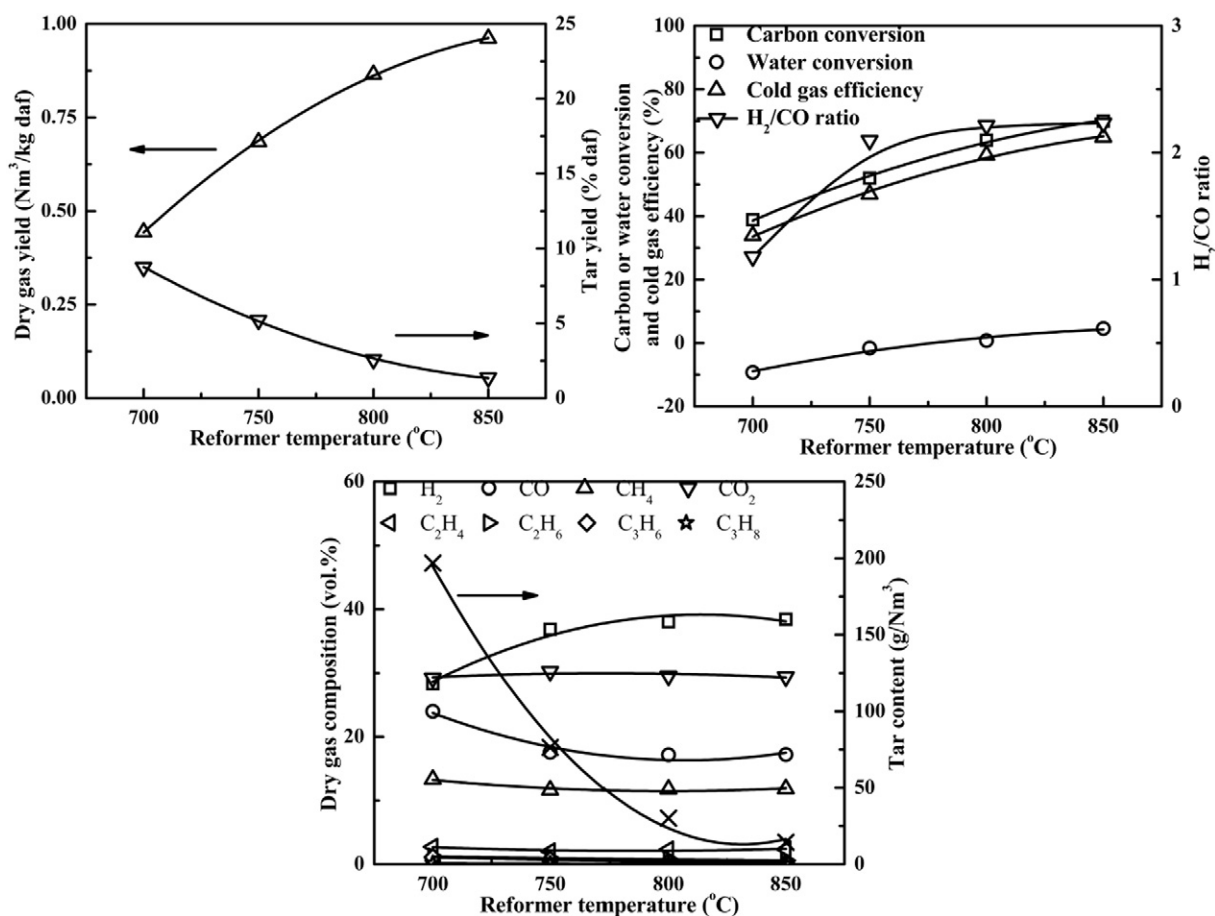 Dry gas yield (Nm³/kg daf)
1.00
0.75
0.50
0.25
0.00
25
20
15
10
5
0
Tar yield (% daf)
700 750 800 850
Reformer temperature (°C)
Carbon or water conversion
and cold gas efficiency (%)
100
80
60
40
20
0
-20
Carbon conversion
Water conversion
Cold gas efficiency
H₂/CO ratio
3
2
1
0
H₂/CO ratio
700 750 800 850
Reformer temperature (°C)
Dry gas composition (vol.%)
60
40
20
0
H₂ CO CH₄ CO₂
C₂H₄ C₂H₆ C₃H₆ C₃H₈
250
200
150
100
50
0
Tar content (g/Nm³)
700 750 800 850
Reformer temperature (°C)